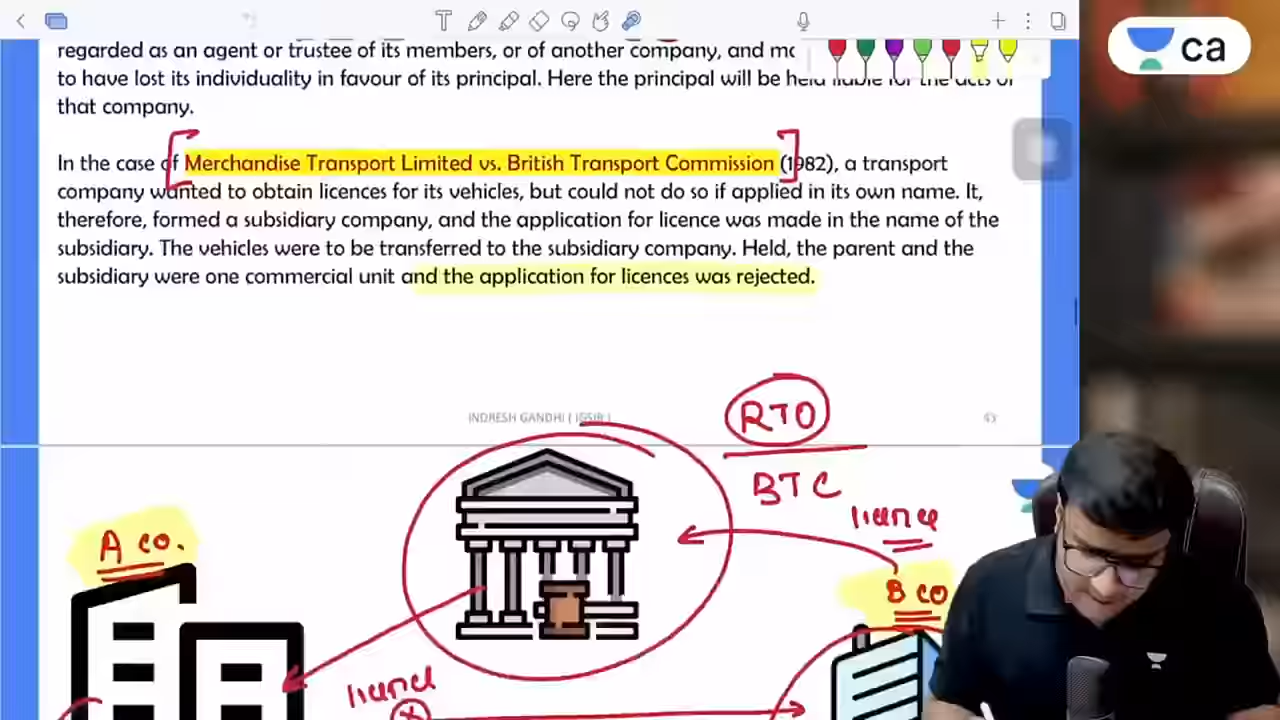 ca
regarded as an agent or trustee of its members, or of another company, and
to have lost its individuality in favour of its principal. Here the principal will be held liable for the acts of
that company.
In the case of Merchandise Transport Limited vs. British Transport Commission (1982), a transport
company wanted to obtain licences for its vehicles, but could not do so if applied in its own name. It,
therefore, formed a subsidiary company, and the application for licence was made in the name of the
subsidiary. The vehicles were to be transferred to the subsidiary company. Held, the parent and the
subsidiary were one commercial unit and the application for licences was rejected.
INDRESH GANDHI ( IGSIR )
RTO
BTC
A co.
B co